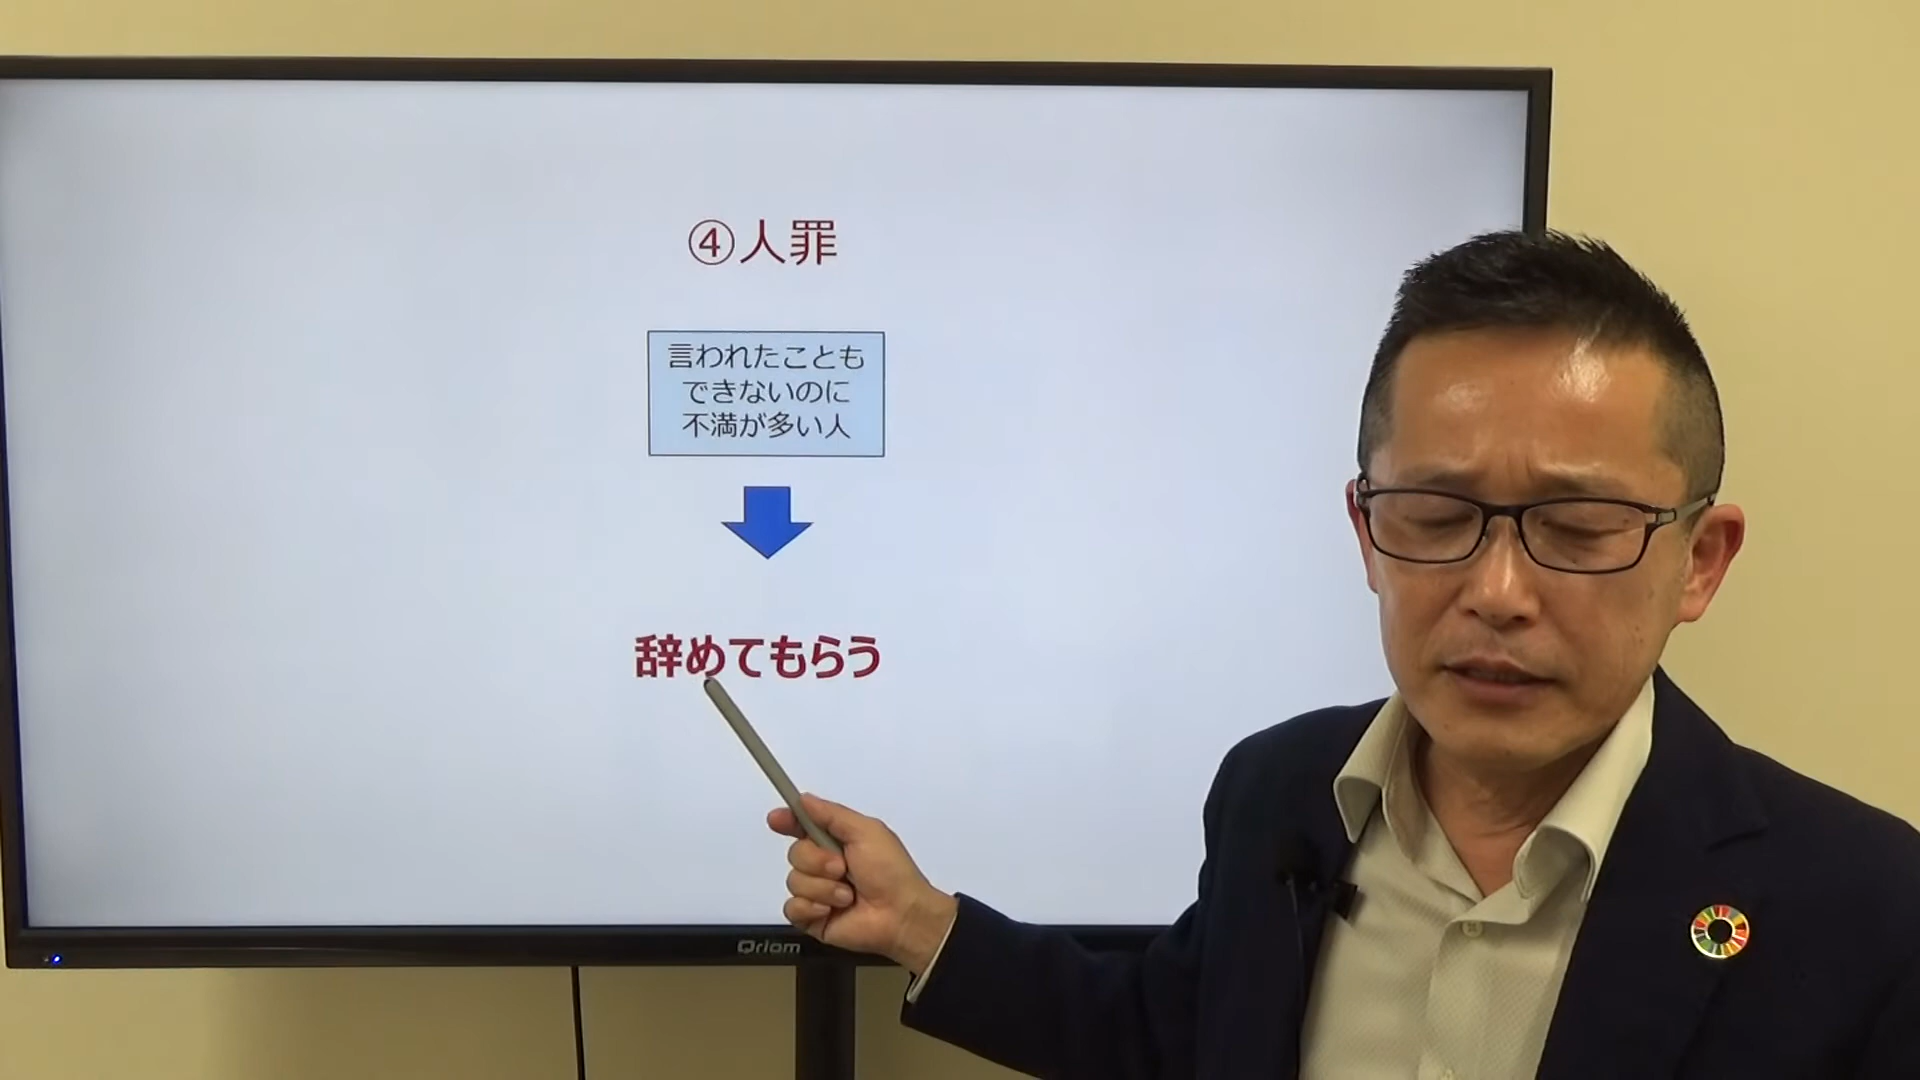 ④人罪
言われたことも
できないのに
不満が多い人
辞めてもらう
Qriom